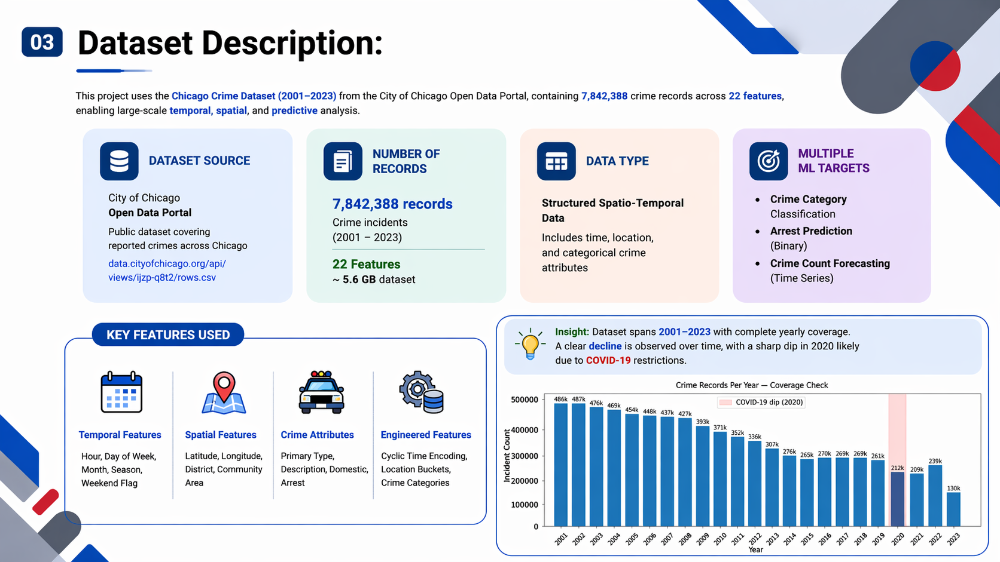 03
Dataset Description:
This project uses the Chicago Crime Dataset (2001–2023) from the City of Chicago Open Data Portal, containing 7,842,388 crime records across 22 features,
enabling large-scale temporal, spatial, and predictive analysis.
DATASET SOURCE
City of Chicago
Open Data Portal
Public dataset covering
reported crimes across Chicago
data.cityofchicago.org/api/
views/ijzp-q8t2/rows.csv
NUMBER OF
RECORDS
7,842,388 records
Crime incidents
(2001 – 2023)
22 Features
~ 5.6 GB dataset
DATA TYPE
Structured Spatio-Temporal
Data
Includes time, location,
and categorical crime
attributes
MULTIPLE
ML TARGETS
• Crime Category
Classification
• Arrest Prediction
(Binary)
• Crime Count Forecasting
(Time Series)
KEY FEATURES USED
Temporal Features
Hour, Day of Week,
Month, Season,
Weekend Flag
Spatial Features
Latitude, Longitude,
District, Community
Area
Crime Attributes
Primary Type,
Description, Domestic,
Arrest
Engineered Features
Cyclic Time Encoding,
Location Buckets,
Crime Categories
Insight: Dataset spans 2001–2023 with complete yearly coverage.
A clear decline is observed over time, with a sharp dip in 2020 likely
due to COVID-19 restrictions.
Crime Records Per Year — Coverage Check
COVID-19 dip (2020)
Incident Count
500000
400000
300000
200000
100000
0
486k 487k 476k 469k 454k 448k 437k 427k 393k 371k 352k 336k 307k 276k 265k 270k 269k 269k 261k 212k 209k 239k 130k
2001 2002 2003 2004 2005 2006 2007 2008 2009 2010 2011 2012 2013 2014 2015 2016 2017 2018 2019 2020 2021 2022 2023
Year